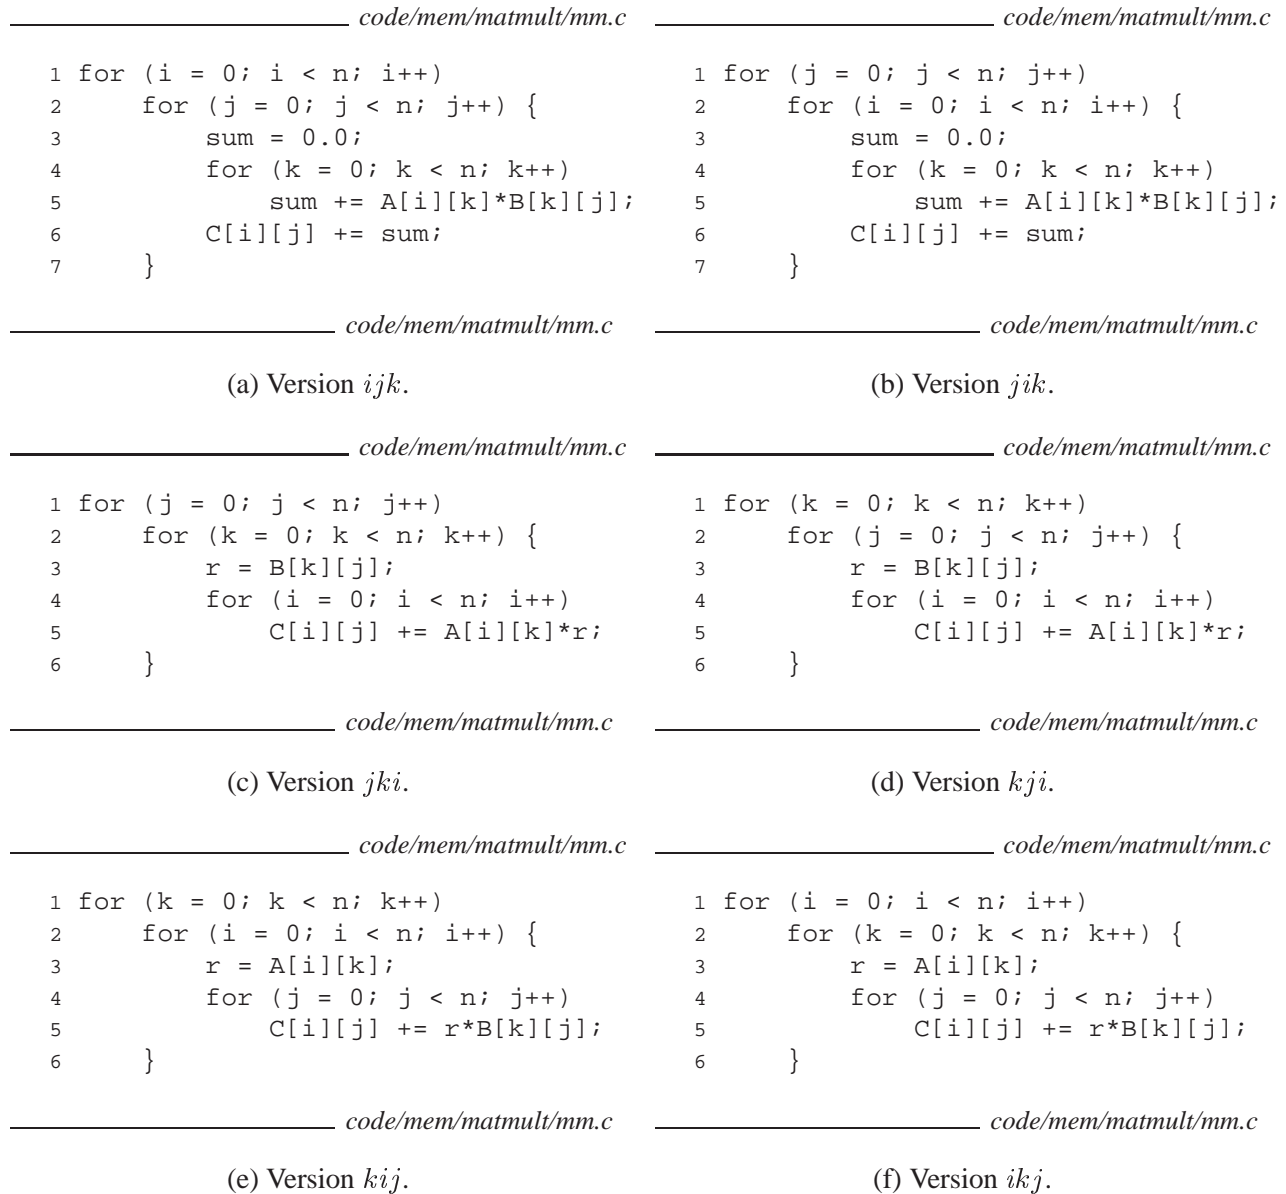 code/mem/matmult/mm.c
1 for (i = 0; i < n; i++)
2     for (j = 0; j < n; j++) {
3         sum = 0.0;
4         for (k = 0; k < n; k++)
5             sum += A[i][k]*B[k][j];
6         C[i][j] += sum;
7     }
code/mem/matmult/mm.c
(a) Version ijk.
code/mem/matmult/mm.c
1 for (j = 0; j < n; j++)
2     for (i = 0; i < n; i++) {
3         sum = 0.0;
4         for (k = 0; k < n; k++)
5             sum += A[i][k]*B[k][j];
6         C[i][j] += sum;
7     }
code/mem/matmult/mm.c
(b) Version jik.
code/mem/matmult/mm.c
1 for (j = 0; j < n; j++)
2     for (k = 0; k < n; k++) {
3         r = B[k][j];
4         for (i = 0; i < n; i++)
5             C[i][j] += A[i][k]*r;
6     }
code/mem/matmult/mm.c
(c) Version jki.
code/mem/matmult/mm.c
1 for (k = 0; k < n; k++)
2     for (j = 0; j < n; j++) {
3         r = B[k][j];
4         for (i = 0; i < n; i++)
5             C[i][j] += A[i][k]*r;
6     }
code/mem/matmult/mm.c
(d) Version kji.
code/mem/matmult/mm.c
1 for (k = 0; k < n; k++)
2     for (i = 0; i < n; i++) {
3         r = A[i][k];
4         for (j = 0; j < n; j++)
5             C[i][j] += r*B[k][j];
6     }
code/mem/matmult/mm.c
(e) Version kij.
code/mem/matmult/mm.c
1 for (i = 0; i < n; i++)
2     for (k = 0; k < n; k++) {
3         r = A[i][k];
4         for (j = 0; j < n; j++)
5             C[i][j] += r*B[k][j];
6     }
code/mem/matmult/mm.c
(f) Version ikj.